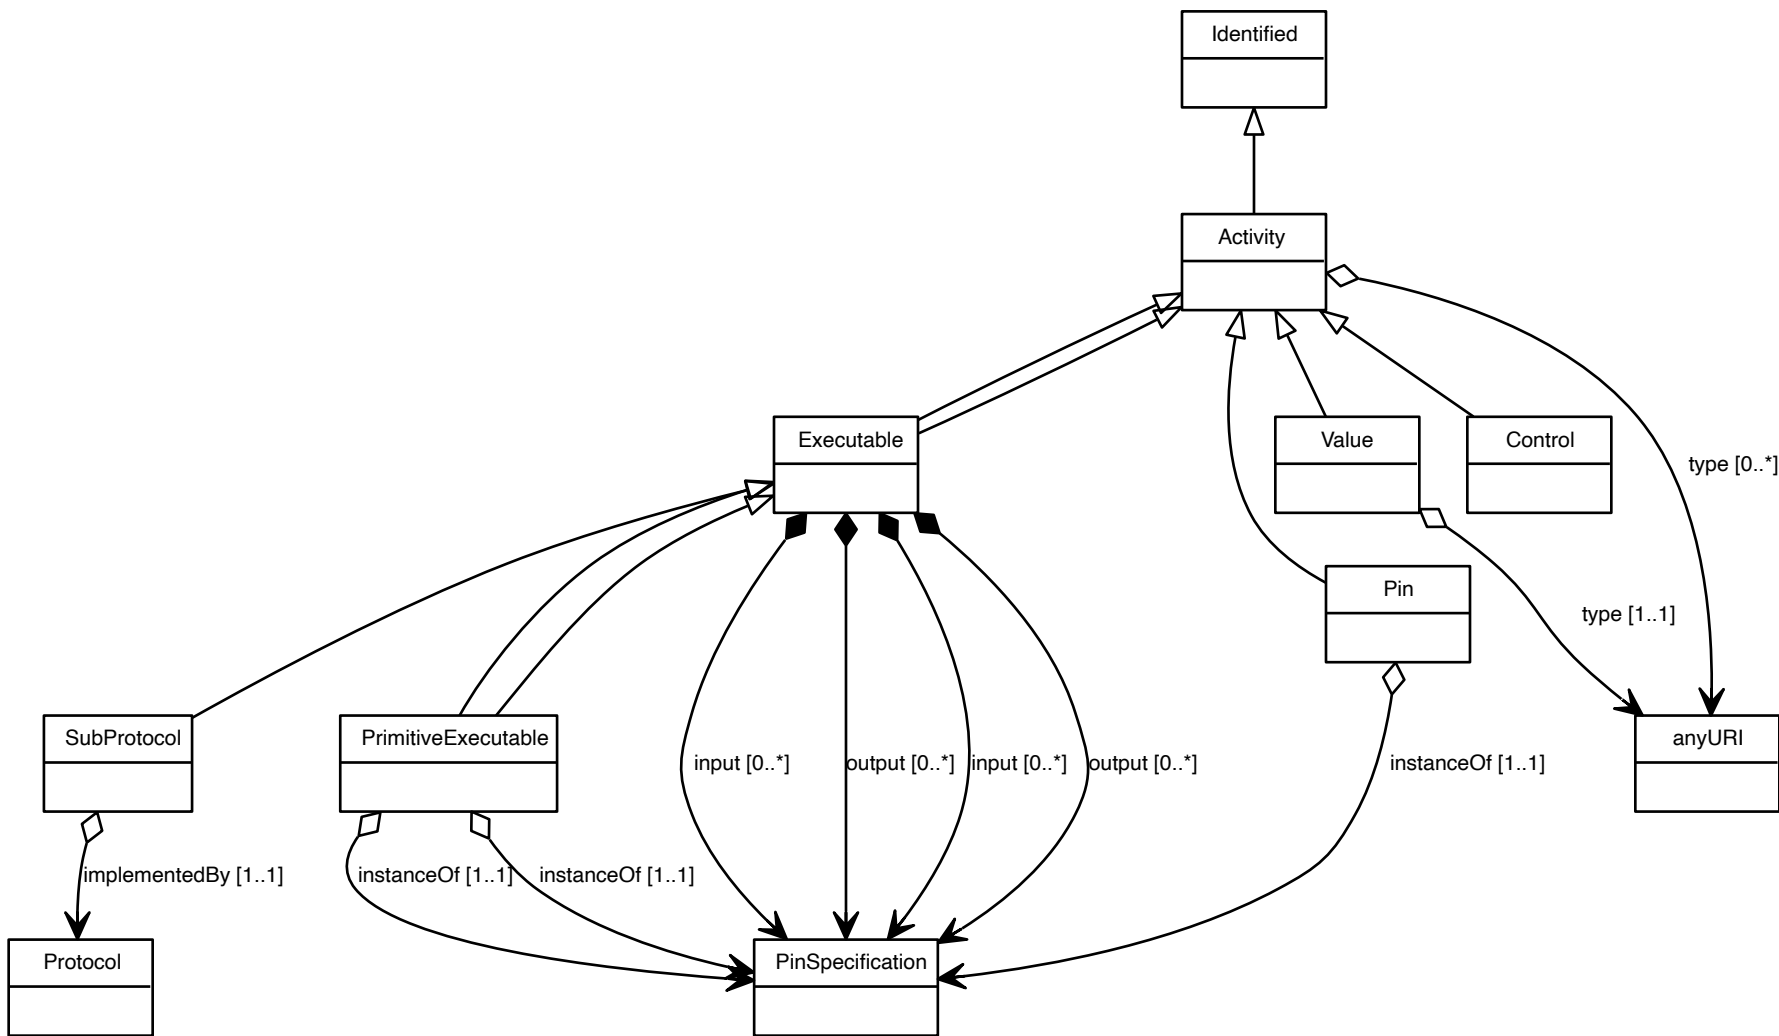 Identified
Activity
Executable
Value
Control
type [0..*]
Pin
type [1..1]
SubProtocol
PrimitiveExecutable
anyURI
input [0..*]
output [0..*]
input [0..*]
output [0..*]
instanceOf [1..1]
implementedBy [1..1]
instanceOf [1..1]
instanceOf [1..1]
Protocol
PinSpecification